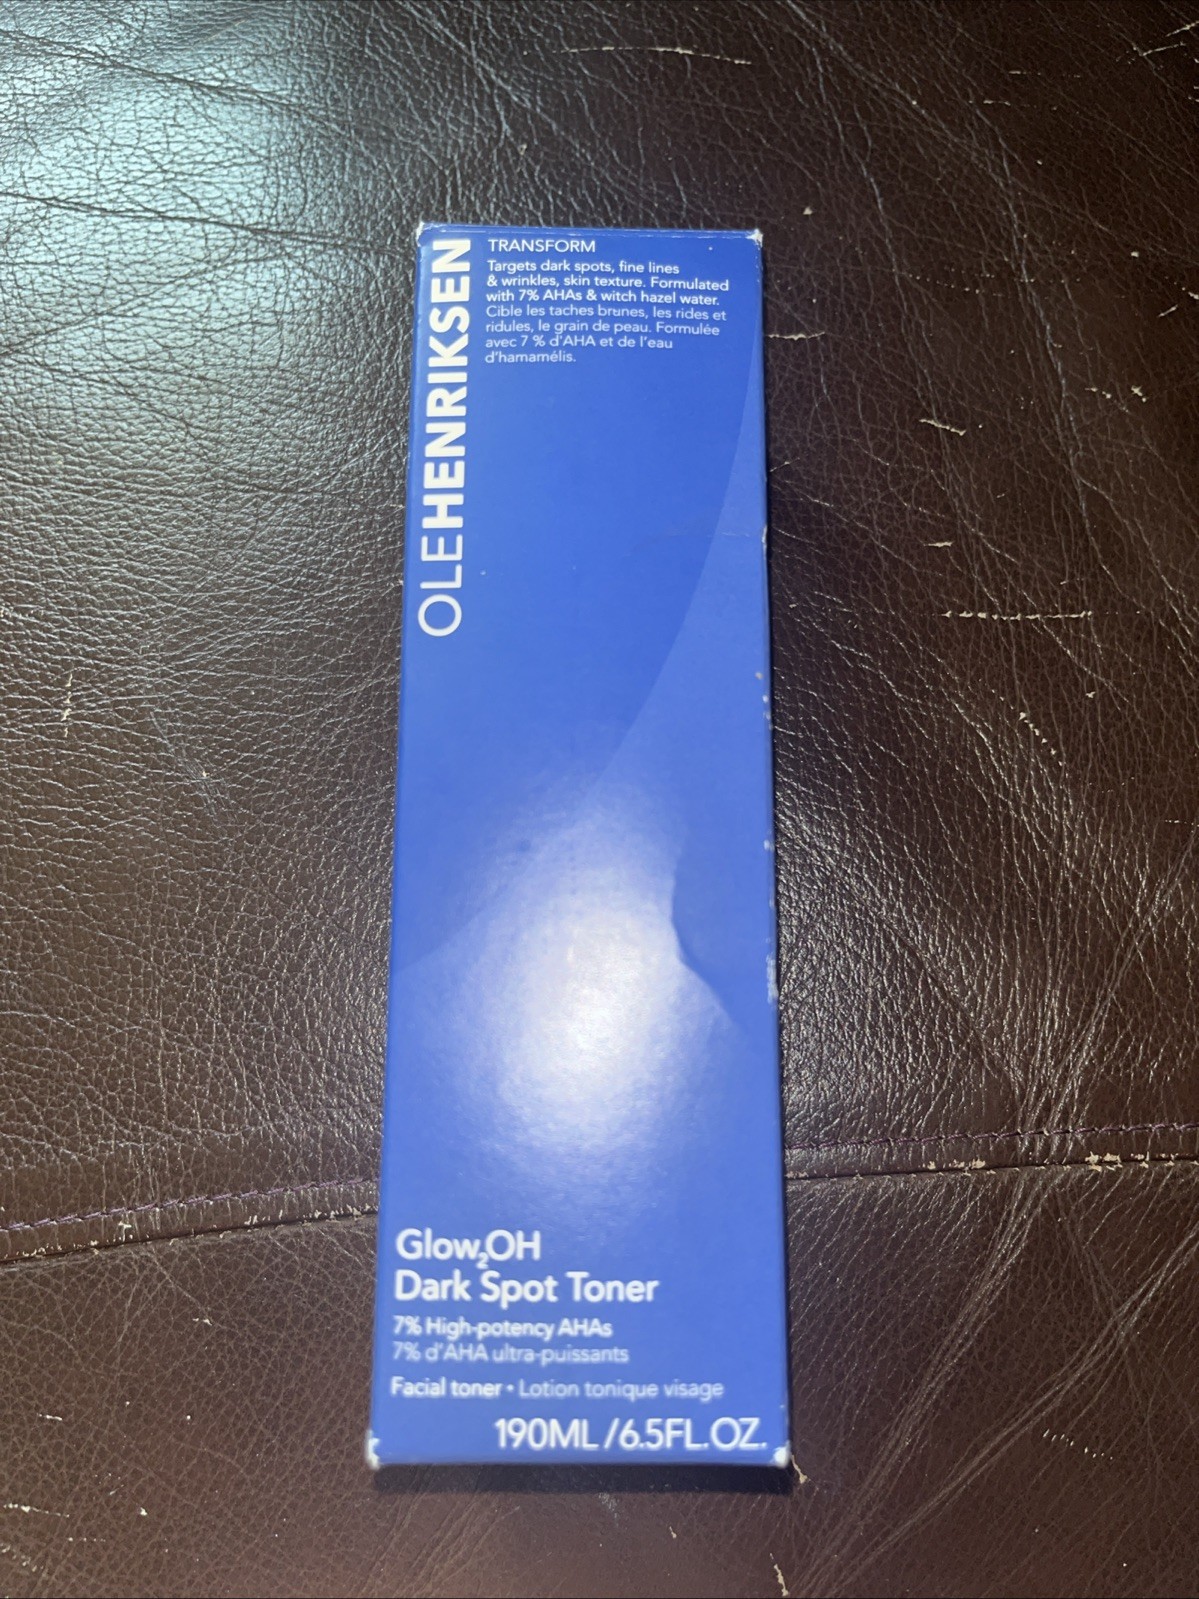 OLEHENRIKSEN
TRANSFORM
Targets dark spots, fine lines
& wrinkles, skin texture. Formulated
with 7% AHAs & witch hazel water.
Cible les taches brunes, les rides et
ridules, le grain de peau. Formulée
avec 7 % d'AHA et de l'eau
d'hamamélis.
Glow₂OH
Dark Spot Toner
7% High-potency AHAs
7% d'AHA ultra-puissants
Facial toner • Lotion tonique visage
190ML/6.5FL.OZ.